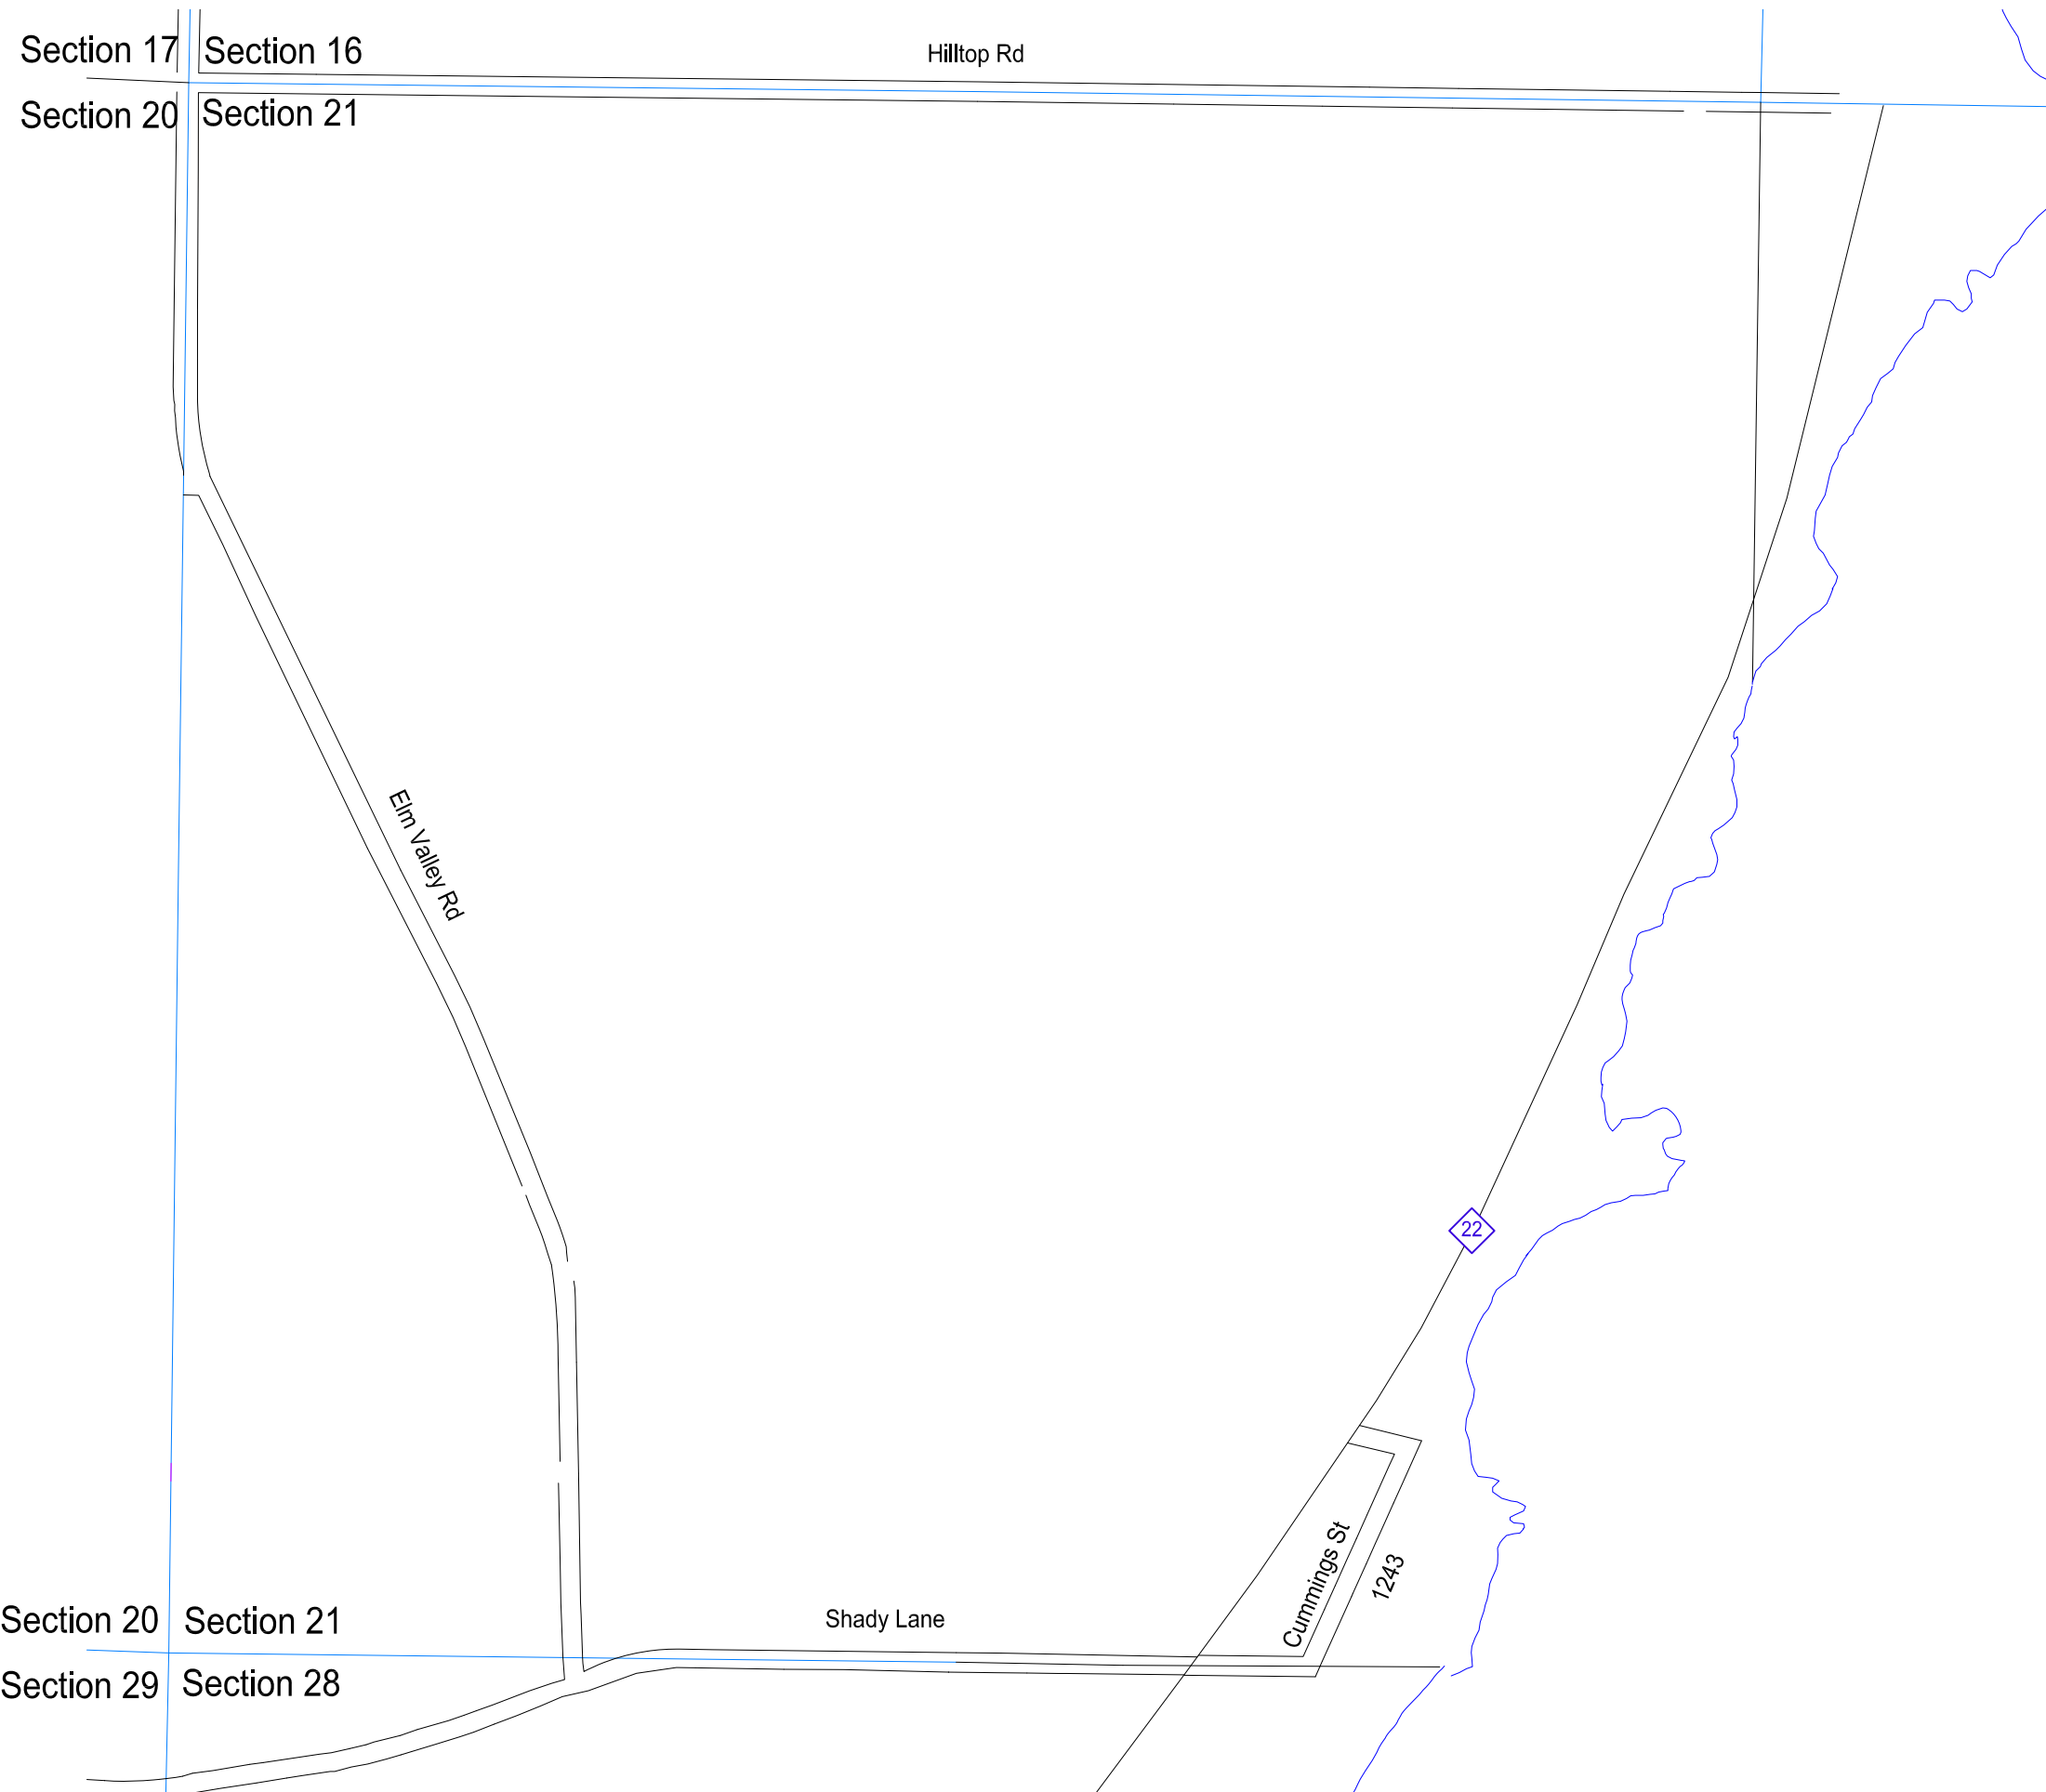 Section 17
Section 16
Hilltop Rd
Section 20
Section 21
Elm Valley Rd
22
Cummings St
1243
Shady Lane
Section 20
Section 21
Section 29
Section 28